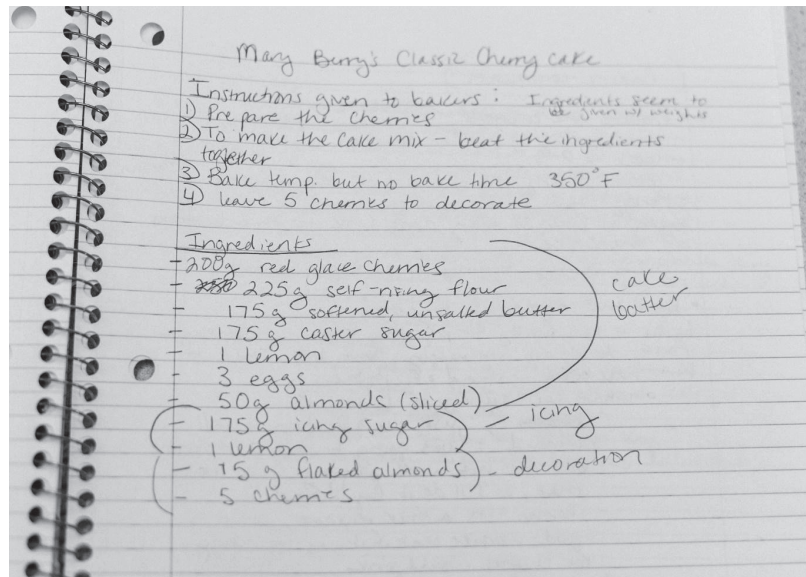 Mary Berry's Classic Cherry cake
Instructions given to bakers: Ingredients seem to
be given w/ weights
1) Prepare the cherries
2) To make the cake mix - beat the ingredients
together
3) Bake temp. but no bake time 350°F
4) leave 5 cherries to decorate
Ingredients
- 200g red glace cherries
- 225g self-rising flour
- 175g softened, unsalted butter
- 175g caster sugar
- 1 lemon
- 3 eggs
- 50g almonds (sliced)
cake
batter
- 175g icing sugar
- 1 lemon
= icing
- 15g flaked almonds
- 5 cherries
- decoration